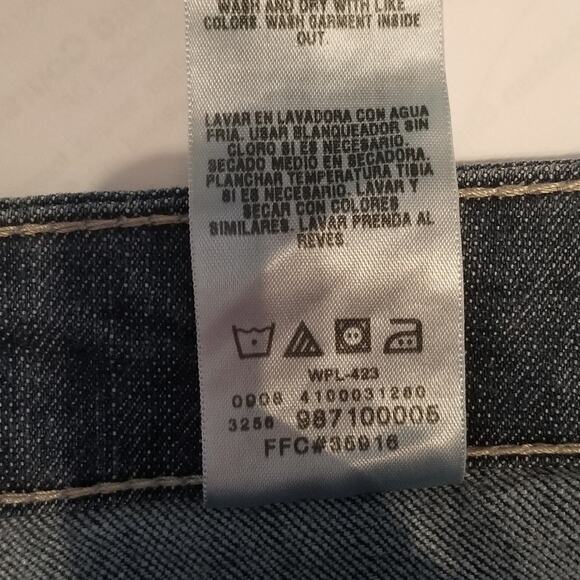 WASH AND DRY WITH LIKE
COLORS WASH GARMENT INSIDE
OUT.
LAVAR EN LAVADORA CON AGUA
FRIA. USAR BLANQUEADOR SIN
CLORO SI ES NECESARIO.
SECADO MEDIO EN SECADORA.
PLANCHAR TEMPERATURA TIBIA
SI ES NECESARIO. LAVAR Y
SECAR CON COLORES
SIMILARES. LAVAR PRENDA AL
REVES
WPL-423
0908 4100031280
3256 987100005
FFC#35916